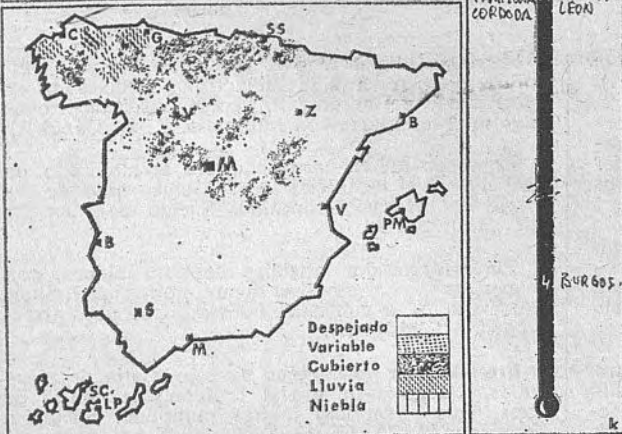 CORDOBA LEON
C G SS
V Z
M B
V
PM
B
S
M
Despejado
Variable
Cubierto
Lluvia
Niebla
SC.
LP
4 BURGOS.
k